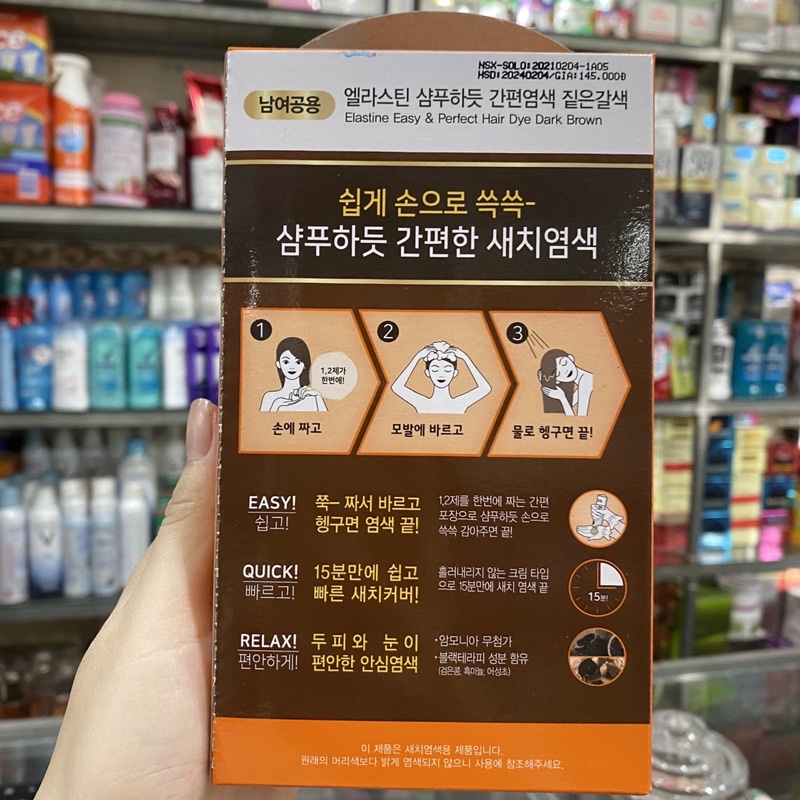 NSX-SOLO:20210204-1A05
HSD:20240204/GIA:145.000Đ
남여공용
엘라스틴 샴푸하듯 간편염색 짙은갈색
Elastine Easy & Perfect Hair Dye Dark Brown
쉽게 손으로 쓱쓱-
샴푸하듯 간편한 새치염색
1
1,2제가
한번에!
손에 짜고
2
모발에 바르고
3
물로 헹구면 끝!
EASY!
쉽고!
쭉– 짜서 바르고
헹구면 염색 끝!
1,2제를 한번에 짜는 간편
포장으로 샴푸하듯 손으로
쓱쓱 감아주면 끝!
QUICK!
빠르고!
15분만에 쉽고
빠른 새치커버!
흘러내리지 않는 크림 타입
으로 15분만에 새치 염색 끝
15분!
RELAX!
편안하게!
두피와 눈이
편안한 안심염색
•암모니아 무첨가
•블랙테라피 성분 함유
(검은콩, 흑마늘, 어성초)
이 제품은 새치염색용 제품입니다.
원래의 머리색보다 밝게 염색되지 않으니 사용에 참조해주세요.